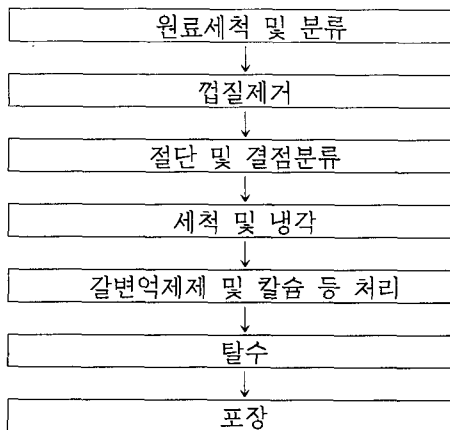 원료세척 및 분류
껍질제거
절단 및 결점분류
세척 및 냉각
갈변억제제 및 칼슘 등 처리
탈수
포장